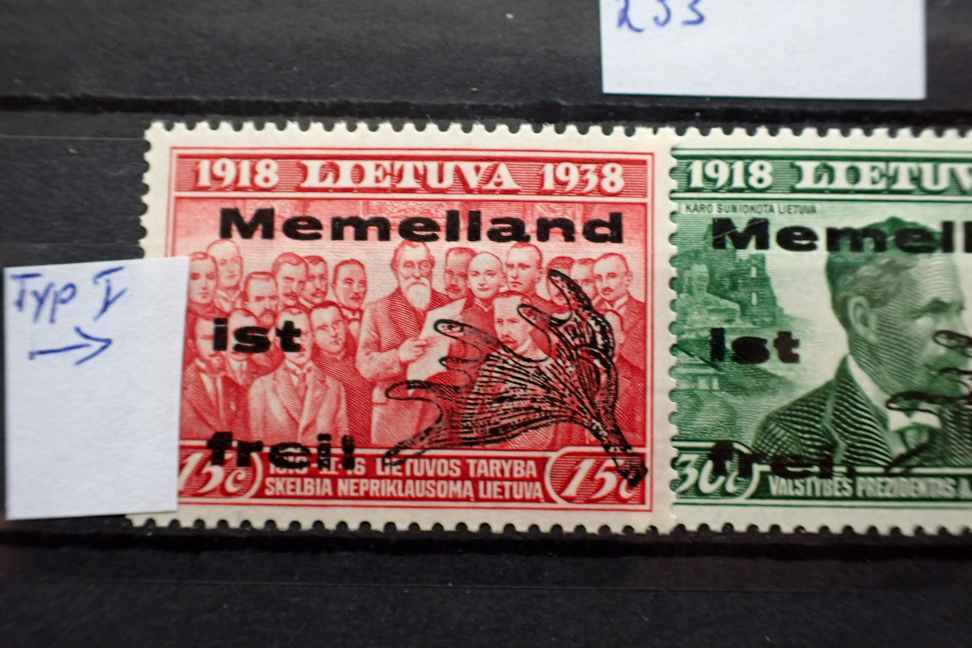 253
1918 LIETUVA 1938
Memelland
ist
frei!
15c LIETUVOS TARYBA 15c
SKELBIA NEPRIKLAUSOMĄ LIETUVĄ
1918 LIETUV
KARO SUNIOKOTA LIETUVA
Memell
Ist
frei.
30c VALSTYBĖS PREZIDENTAS A.
Typ I